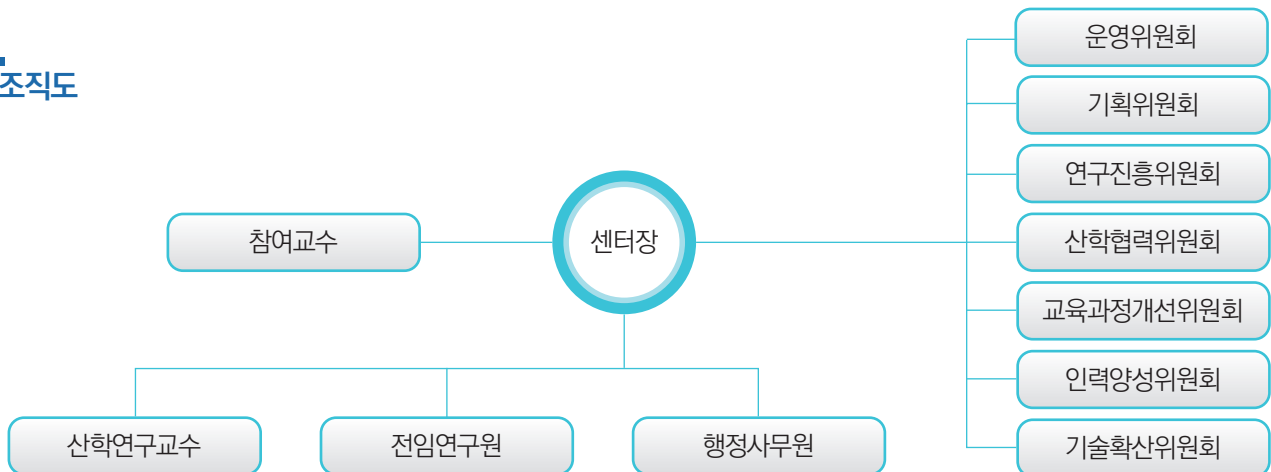 조직도
운영위원회
기획위원회
연구진흥위원회
참여교수
센터장
산학협력위원회
교육과정개선위원회
인력양성위원회
산학연구교수
전임연구원
행정사무원
기술확산위원회